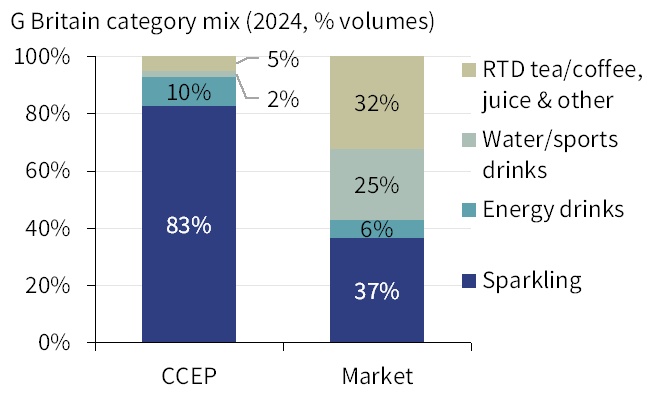 G Britain category mix (2024, % volumes)
100%
80%
60%
40%
20%
0%
5%
2%
10%
83%
32%
25%
6%
37%
CCEP
Market
RTD tea/coffee,
juice & other
Water/sports
drinks
Energy drinks
Sparkling